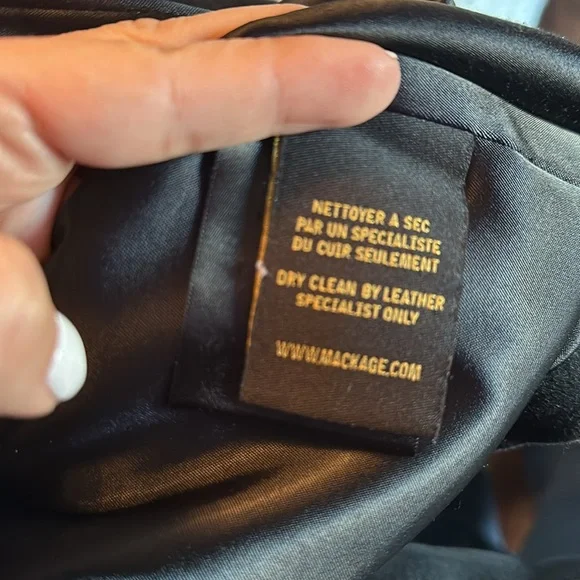 NETTOYER A SEC
PAR UN SPECIALISTE
DU CUIR SEULEMENT
DRY CLEAN BY LEATHER
SPECIALIST ONLY
WWW.MACKAGE.COM